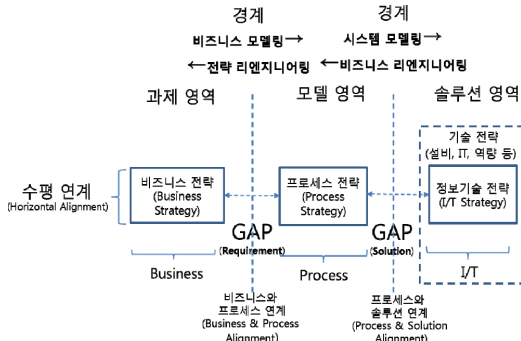 경계
경계
비즈니스 모델링→
시스템 모델링→
←전략 리엔지니어링
←비즈니스 리엔지니어링
과제 영역
모델 영역
솔루션 영역
기술 전략
(설비, IT, 역량 등)
수평 연계
(Horizontal Alignment)
비즈니스 전략
(Business
Strategy)
프로세스 전략
(Process
Strategy)
정보기술 전략
(I/T Strategy)
GAP
(Requirement)
GAP
(Solution)
Business
Process
I/T
비즈니스와
프로세스 연계
(Business & Process
Alignment)
프로세스와
솔루션 연계
(Process & Solution
Alignment)